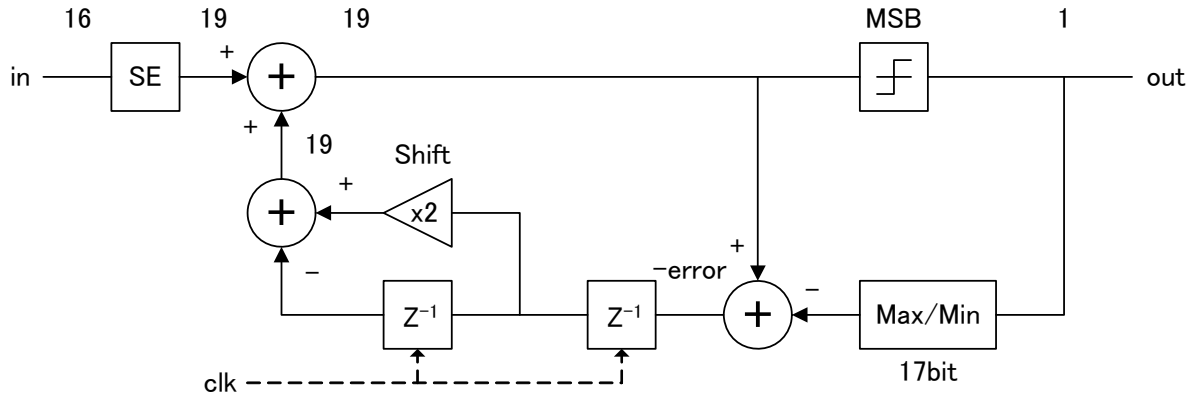 16 19 19 MSB 1
+
in SE + out
+
19
Shift
+
+ x2
−
−error +
−
Z⁻¹ Z⁻¹ + Max/Min
17bit
clk